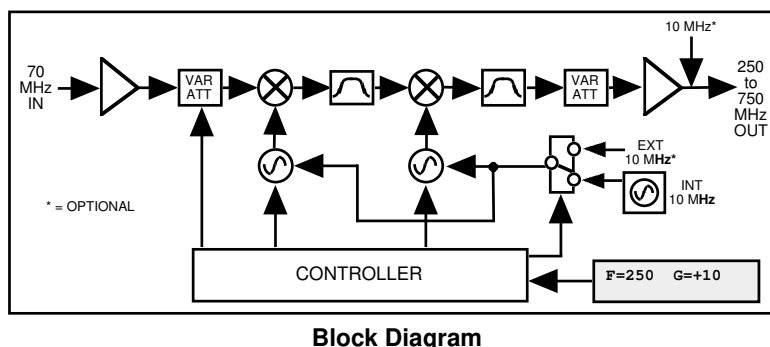 10 MHz*
70
MHz
IN
VAR
ATT
VAR
ATT
250
to
750
MHz
OUT
EXT
10 MHz*
INT
10 MHz
* = OPTIONAL
CONTROLLER
F=250 G=+10
Block Diagram